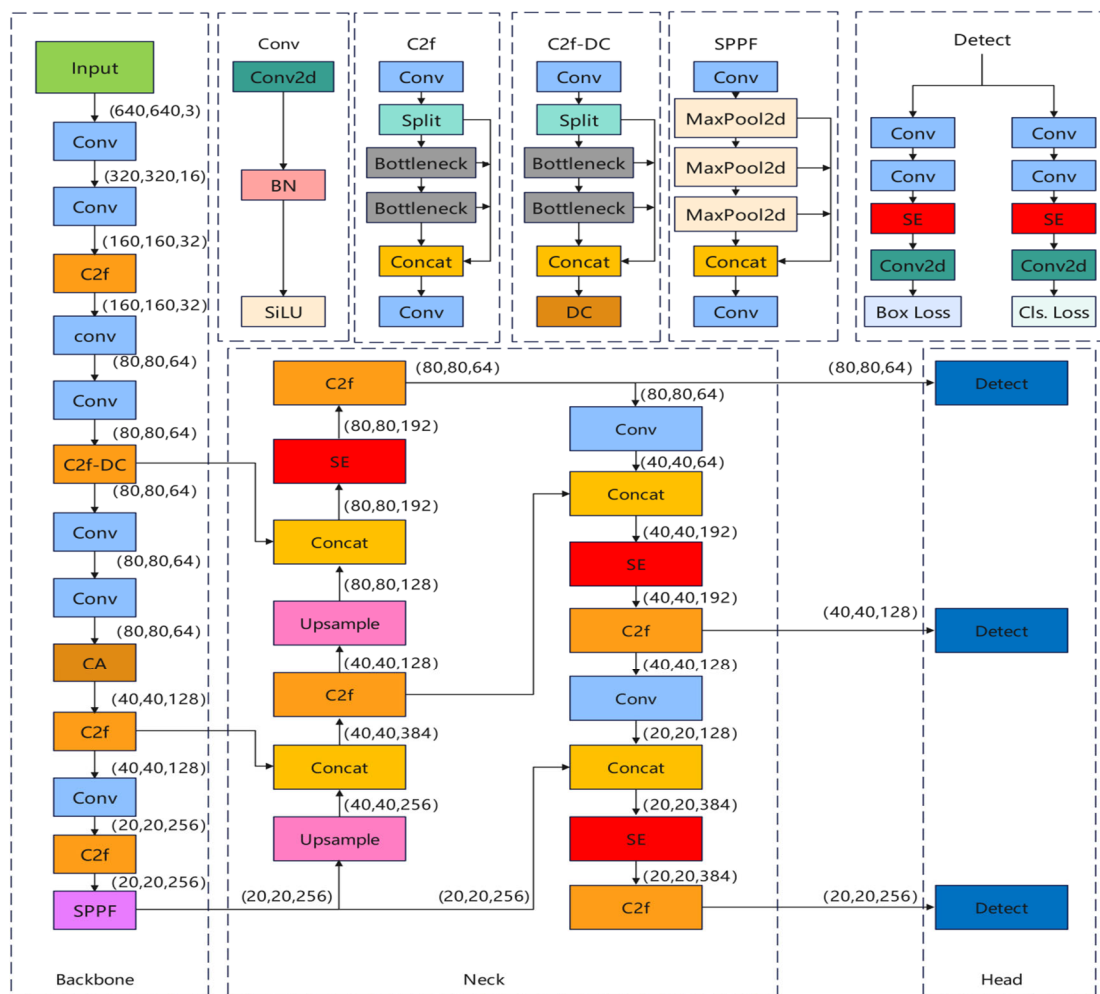 Input
(640,640,3)
Conv
(320,320,16)
Conv
(160,160,32)
C2f
(160,160,32)
conv
(80,80,64)
Conv
(80,80,64)
C2f-DC
(80,80,64)
Conv
(80,80,64)
Conv
(80,80,64)
CA
(40,40,128)
C2f
(40,40,128)
Conv
(20,20,256)
C2f
(20,20,256)
SPPF
Backbone
Conv
Conv2d
BN
SiLU
C2f
Conv
Split
Bottleneck
Bottleneck
Concat
Conv
C2f-DC
Conv
Split
Bottleneck
Bottleneck
Concat
DC
SPPF
Conv
MaxPool2d
MaxPool2d
MaxPool2d
Concat
Conv
Detect
Conv
Conv
SE
Conv2d
Box Loss
Conv
Conv
SE
Conv2d
Cls. Loss
C2f
(80,80,192)
SE
(80,80,192)
Concat
(80,80,128)
Upsample
(40,40,128)
C2f
(40,40,384)
Concat
(40,40,256)
Upsample
(20,20,256)
(80,80,64)
(80,80,64)
Conv
(40,40,64)
Concat
(40,40,192)
SE
(40,40,192)
C2f
(40,40,128)
Conv
(20,20,128)
Concat
(20,20,384)
SE
(20,20,384)
C2f
(20,20,256)
Neck
(80,80,64)
Detect
(40,40,128)
Detect
(20,20,256)
Detect
Head